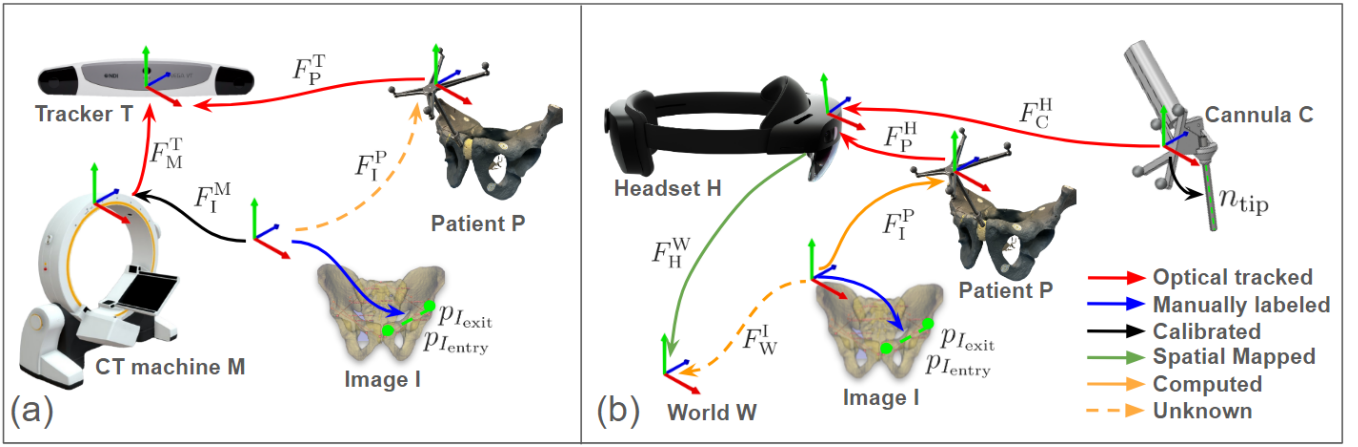 Tracker T
F_P^T
F_M^T
F_I^M
F_I^P
Patient P
CT machine M
p_{I_exit}
p_{I_entry}
Image I
(a)
Headset H
F_C^H
F_P^H
Cannula C
n_tip
F_H^W
F_I^P
Patient P
F_W^I
p_{I_exit}
p_{I_entry}
World W
Image I
(b)
Optical tracked
Manually labeled
Calibrated
Spatial Mapped
Computed
Unknown